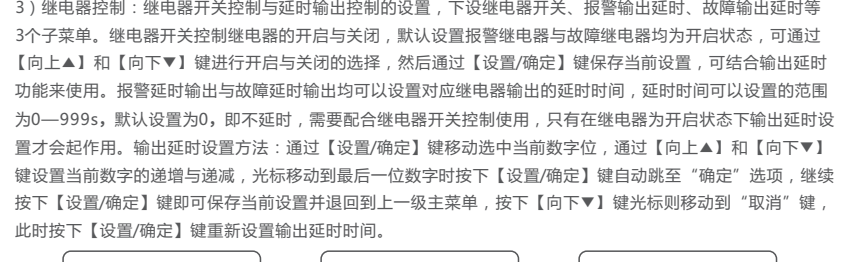 3）继电器控制：继电器开关控制与延时输出控制的设置，下设继电器开关、报警输出延时、故障输出延时等
3个子菜单。继电器开关控制继电器的开启与关闭，默认设置报警继电器与故障继电器均为开启状态，可通过
【向上▲】和【向下▼】键进行开启与关闭的选择，然后通过【设置/确定】键保存当前设置，可结合输出延时
功能来使用。报警延时输出与故障延时输出均可以设置对应继电器输出的延时时间，延时时间可以设置的范围
为0—999s，默认设置为0，即不延时，需要配合继电器开关控制使用，只有在继电器为开启状态下输出延时设
置才会起作用。输出延时设置方法：通过【设置/确定】键移动选中当前数字位，通过【向上▲】和【向下▼】
键设置当前数字的递增与递减，光标移动到最后一位数字时按下【设置/确定】键自动跳至“确定”选项，继续
按下【设置/确定】键即可保存当前设置并退回到上一级主菜单，按下【向下▼】键光标则移动到“取消”键，
此时按下【设置/确定】键重新设置输出延时时间。